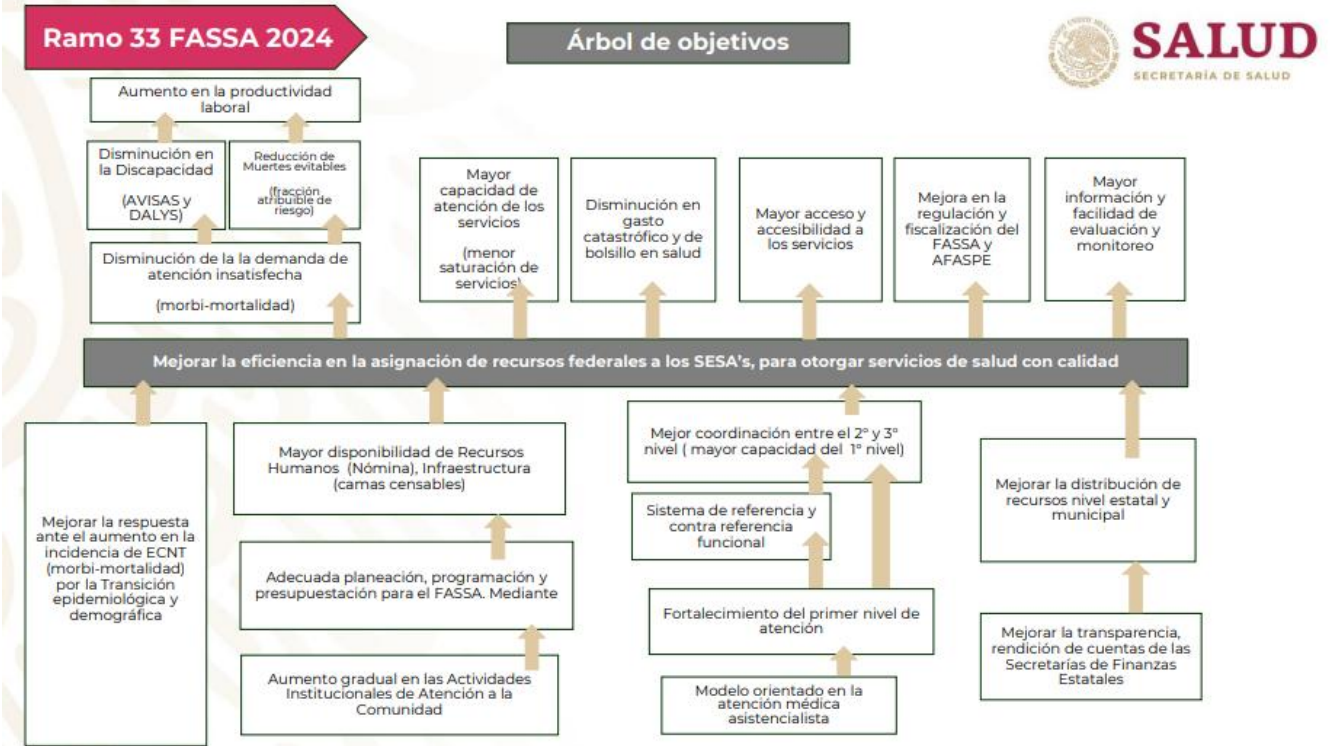 Ramo 33 FASSA 2024
Árbol de objetivos
SALUD
SECRETARÍA DE SALUD
Aumento en la productividad
laboral
Disminución en
la Discapacidad
(AVISAS y
DALYS)
Reducción de
Muertes evitables
(fracción
atribuible de
riesgo)
Disminución de la la demanda de
atención insatisfecha
(morbi-mortalidad)
Mayor
capacidad de
atención de los
servicios
(menor
saturación de
servicios)
Disminución en
gasto
catastrófico y de
bolsillo en salud
Mayor acceso y
accesibilidad a
los servicios
Mejora en la
regulación y
fiscalización del
FASSA y
AFASPE
Mayor
información y
facilidad de
evaluación y
monitoreo
Mejorar la eficiencia en la asignación de recursos federales a los SESA's, para otorgar servicios de salud con calidad
Mejorar la respuesta
ante el aumento en la
incidencia de ECNT
(morbi-mortalidad)
por la Transición
epidemiológica y
demográfica
Mayor disponibilidad de Recursos
Humanos (Nómina), Infraestructura
(camas censables)
Adecuada planeación, programación y
presupuestación para el FASSA. Mediante
Aumento gradual en las Actividades
Institucionales de Atención a la
Comunidad
Mejor coordinación entre el 2° y 3°
nivel ( mayor capacidad del 1° nivel)
Sistema de referencia y
contra referencia
funcional
Fortalecimiento del primer nivel de
atención
Modelo orientado en la
atención médica
asistencialista
Mejorar la distribución de
recursos nivel estatal y
municipal
Mejorar la transparencia,
rendición de cuentas de las
Secretarías de Finanzas
Estatales